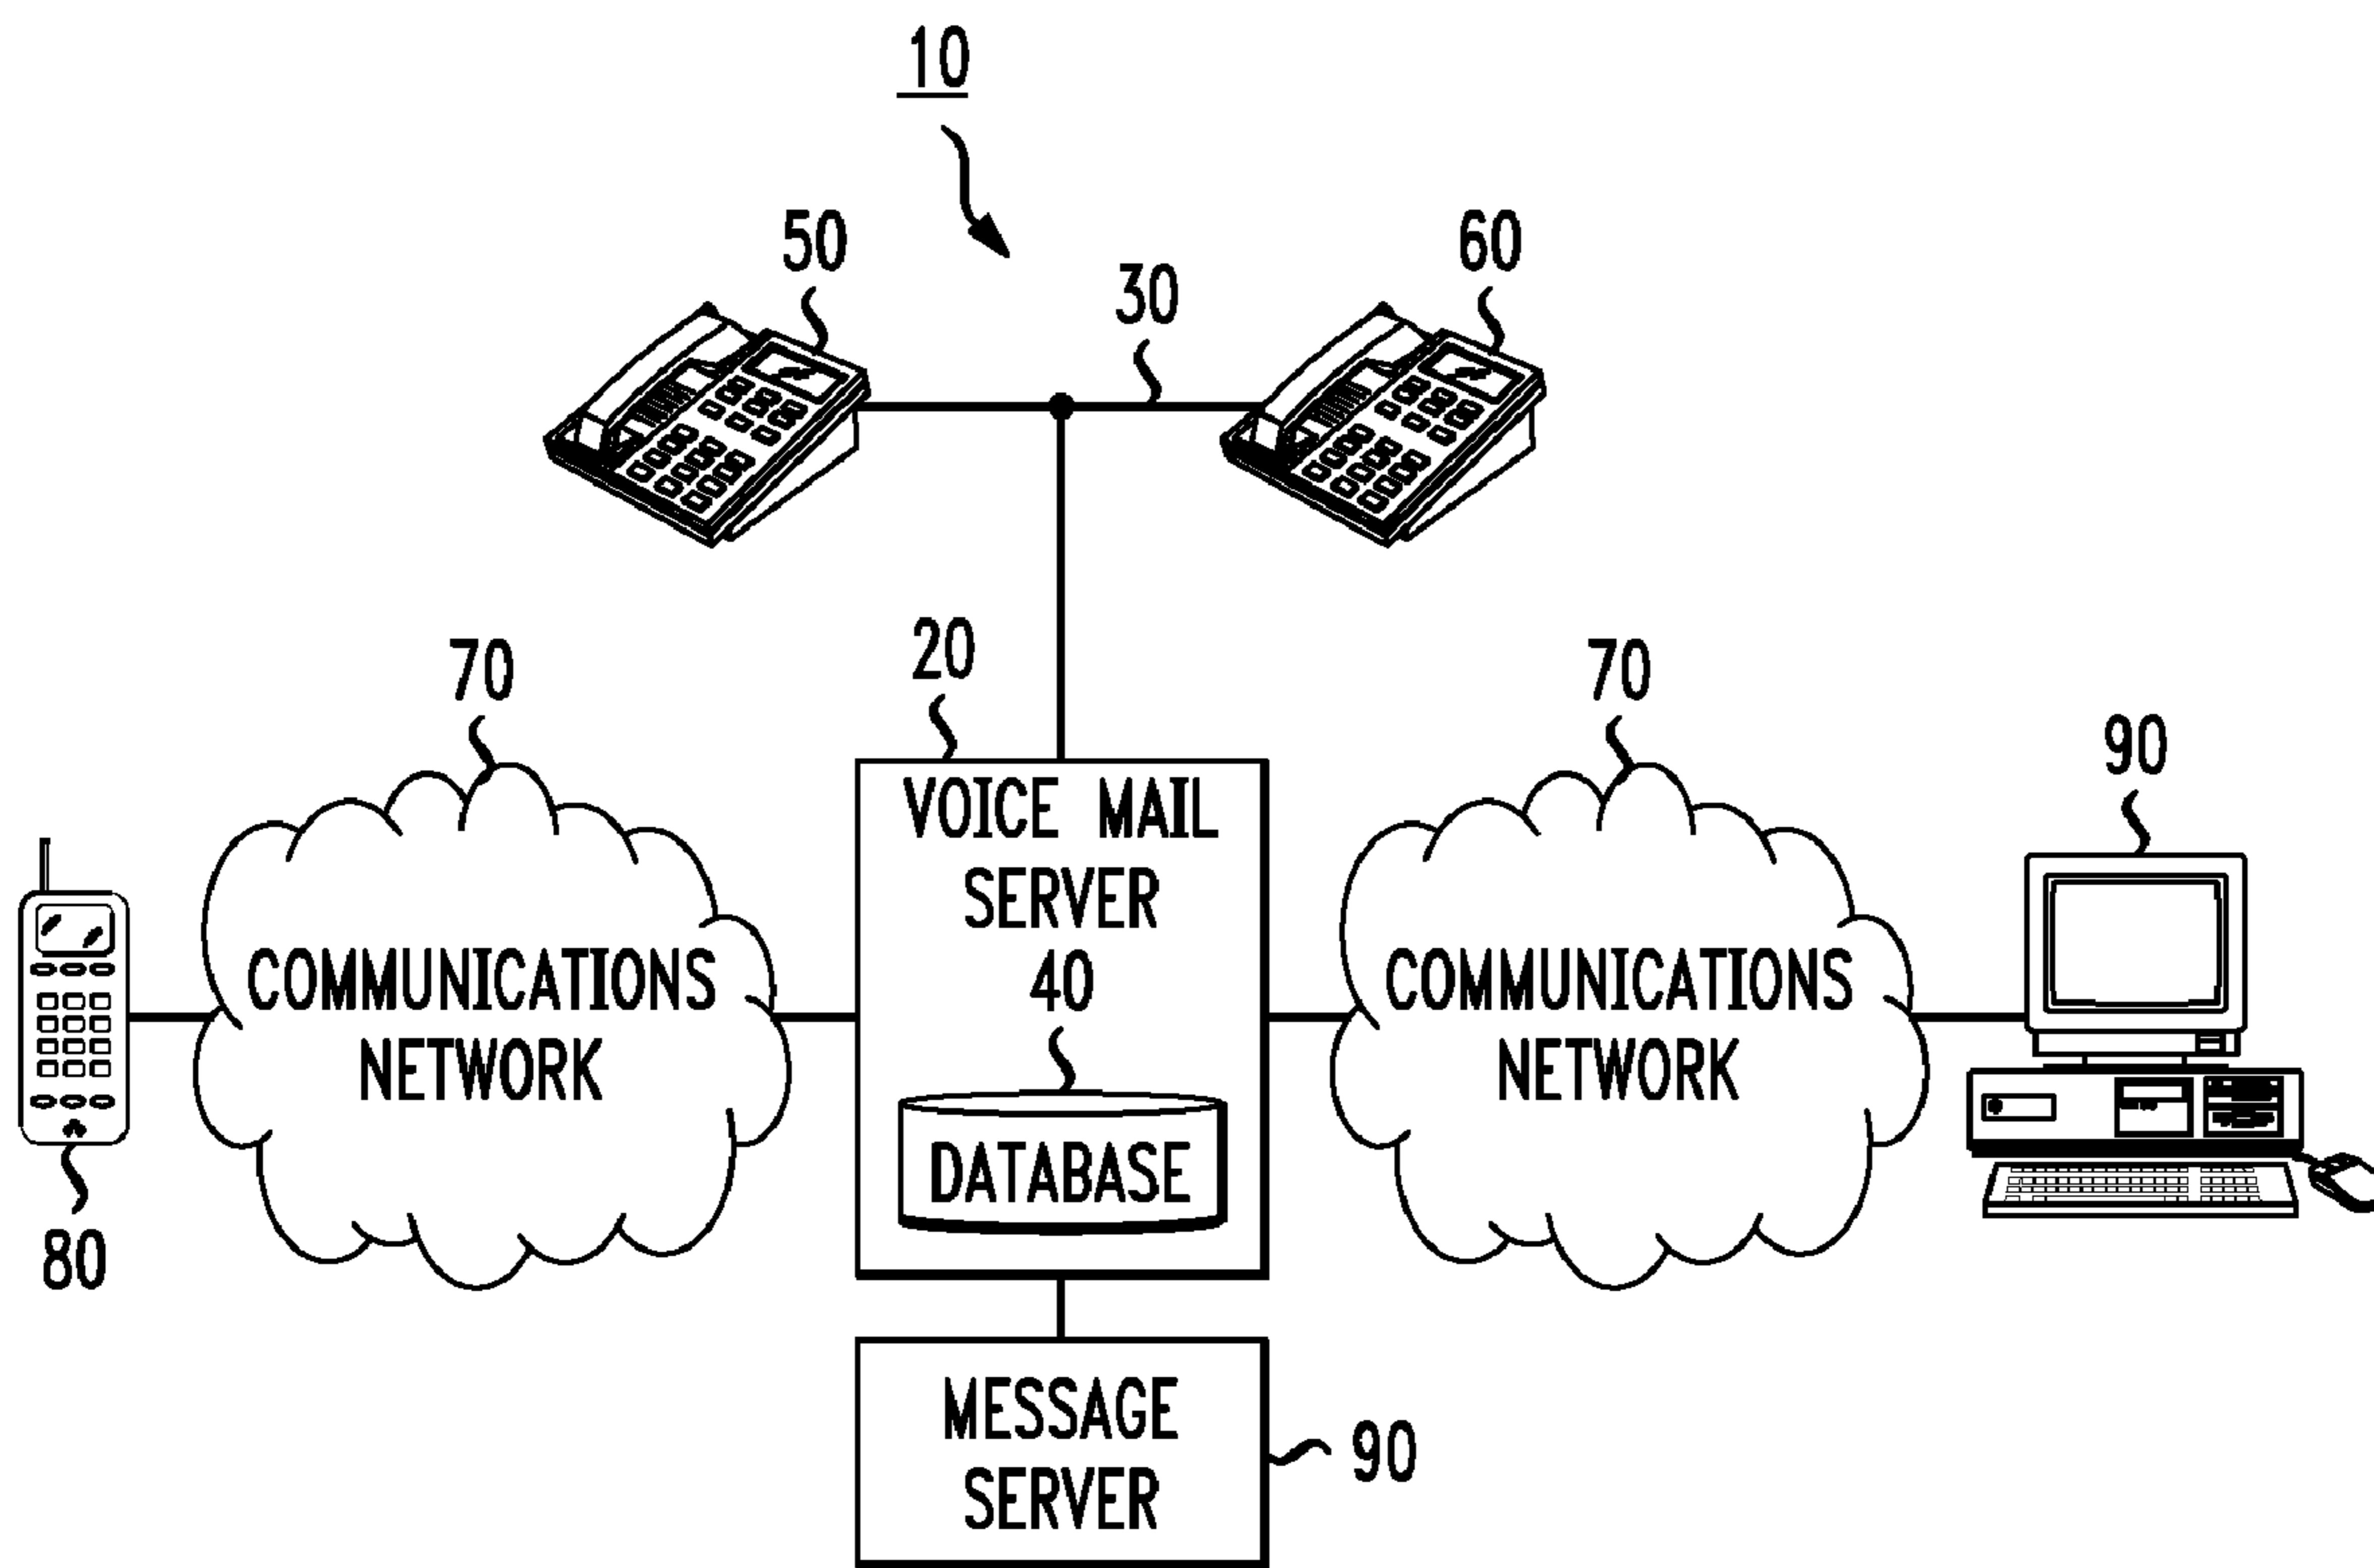 10
50
30
60
70
20
70
90
VOICE MAIL
SERVER
40
DATABASE
COMMUNICATIONS
NETWORK
COMMUNICATIONS
NETWORK
80
MESSAGE
SERVER
90